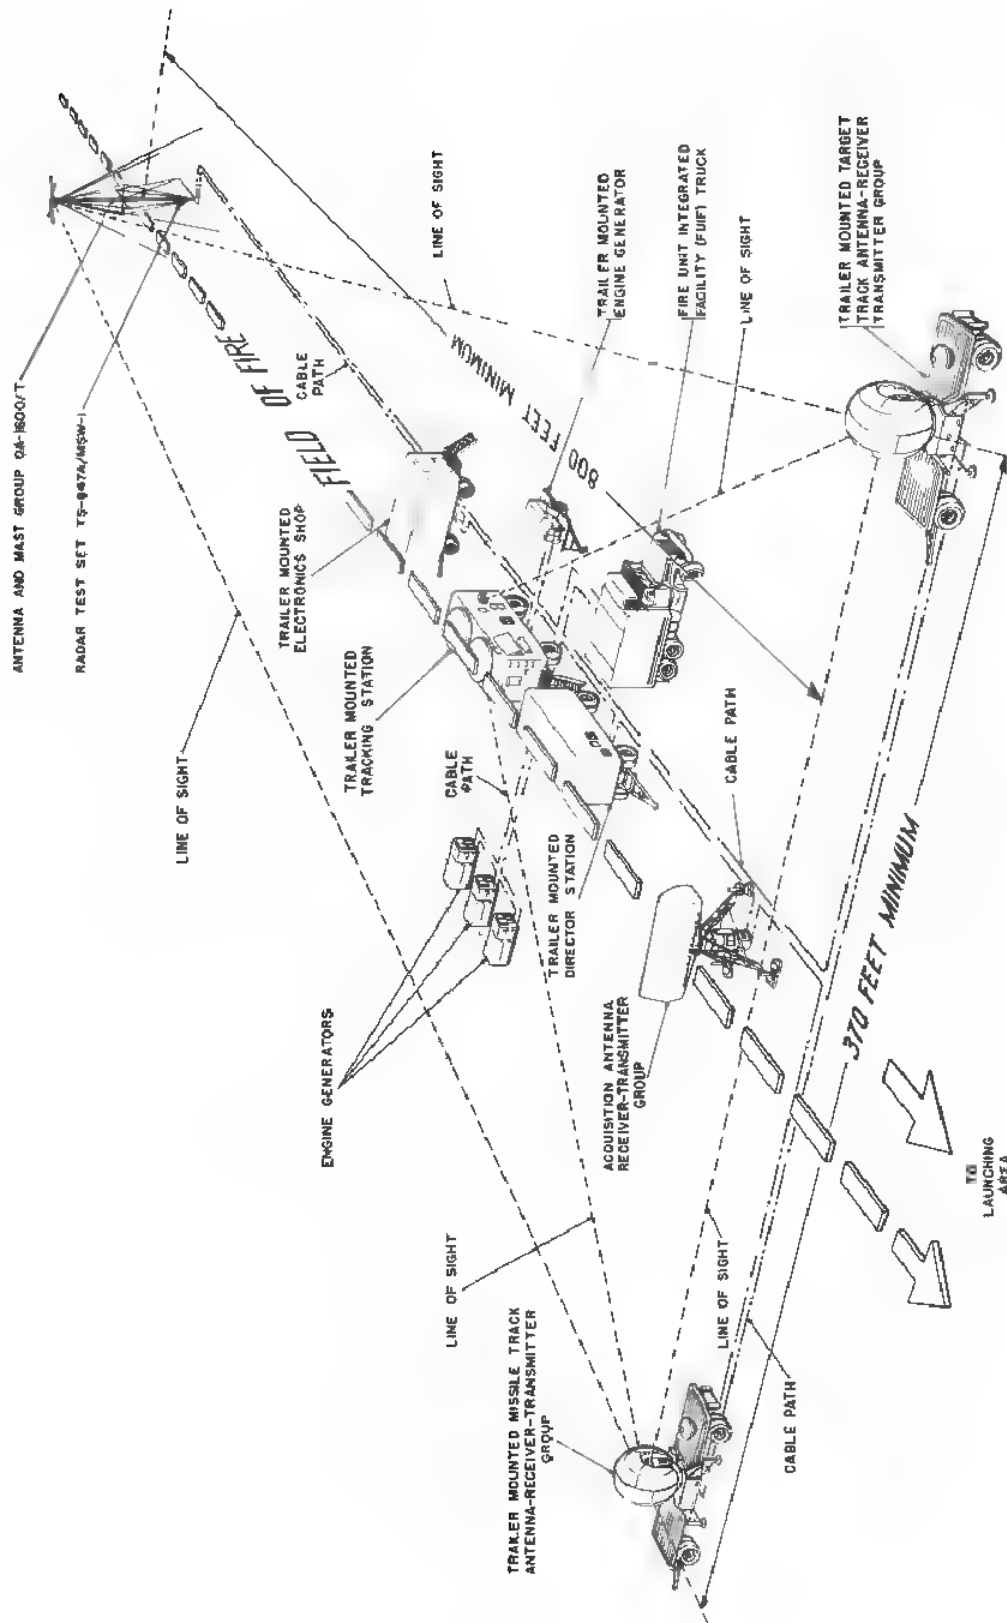 ANTENNA AND MAST GROUP OA-1600/T
RADAR TEST SET TS-847A/MSW-1
LINE OF SIGHT
FIELD OF FIRE
CABLE
PATH
LINE OF SIGHT
800 FEET MINIMUM
TRAILER MOUNTED
ELECTRONICS SHOP
TRAILER MOUNTED
TRACKING STATION
CABLE
PATH
TRAILER MOUNTED
ENGINE GENERATOR
FIRE UNIT INTEGRATED
FACILITY (FUIF) TRUCK
LINE OF SIGHT
TRAILER MOUNTED TARGET
TRACK ANTENNA-RECEIVER
TRANSMITTER GROUP
ENGINE GENERATORS
TRAILER MOUNTED
DIRECTOR STATION
CABLE PATH
ACQUISITION ANTENNA
RECEIVER-TRANSMITTER
GROUP
370 FEET MINIMUM
TO
LAUNCHING
AREA
LINE OF SIGHT
LINE OF SIGHT
TRAILER MOUNTED MISSILE TRACK
ANTENNA-RECEIVER-TRANSMITTER
GROUP
CABLE PATH